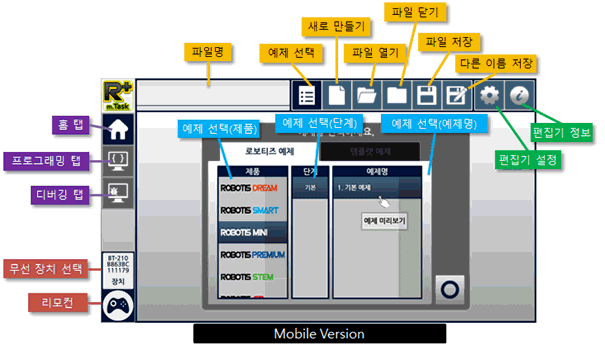 파일 닫기
새로 만들기
파일 저장
파일명
예제 선택
파일 열기
다른 이름 저장
R+
m.Task
홈 탭
예제 선택(제품)
예제 선택(단계)
예제 선택(예제명)
편집기 정보
프로그래밍 탭
로보티즈 예제
템플릿 예제
편집기 설정
제품
단계
예제명
디버깅 탭
ROBOTIS DREAM
기본
1. 기본 예제
ROBOTIS SMART
예제 미리보기
ROBOTIS MINI
ROBOTIS PREMIUM
무선 장치 선택
BT-210
B863BC
111179
장치
ROBOTIS STEM
리모컨
Mobile Version